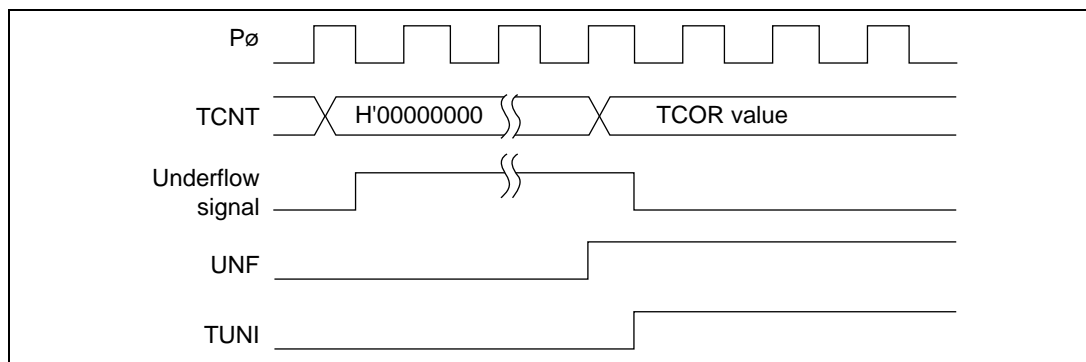 Pø
TCNT
H'00000000
TCOR value
Underflow
signal
UNF
TUNI